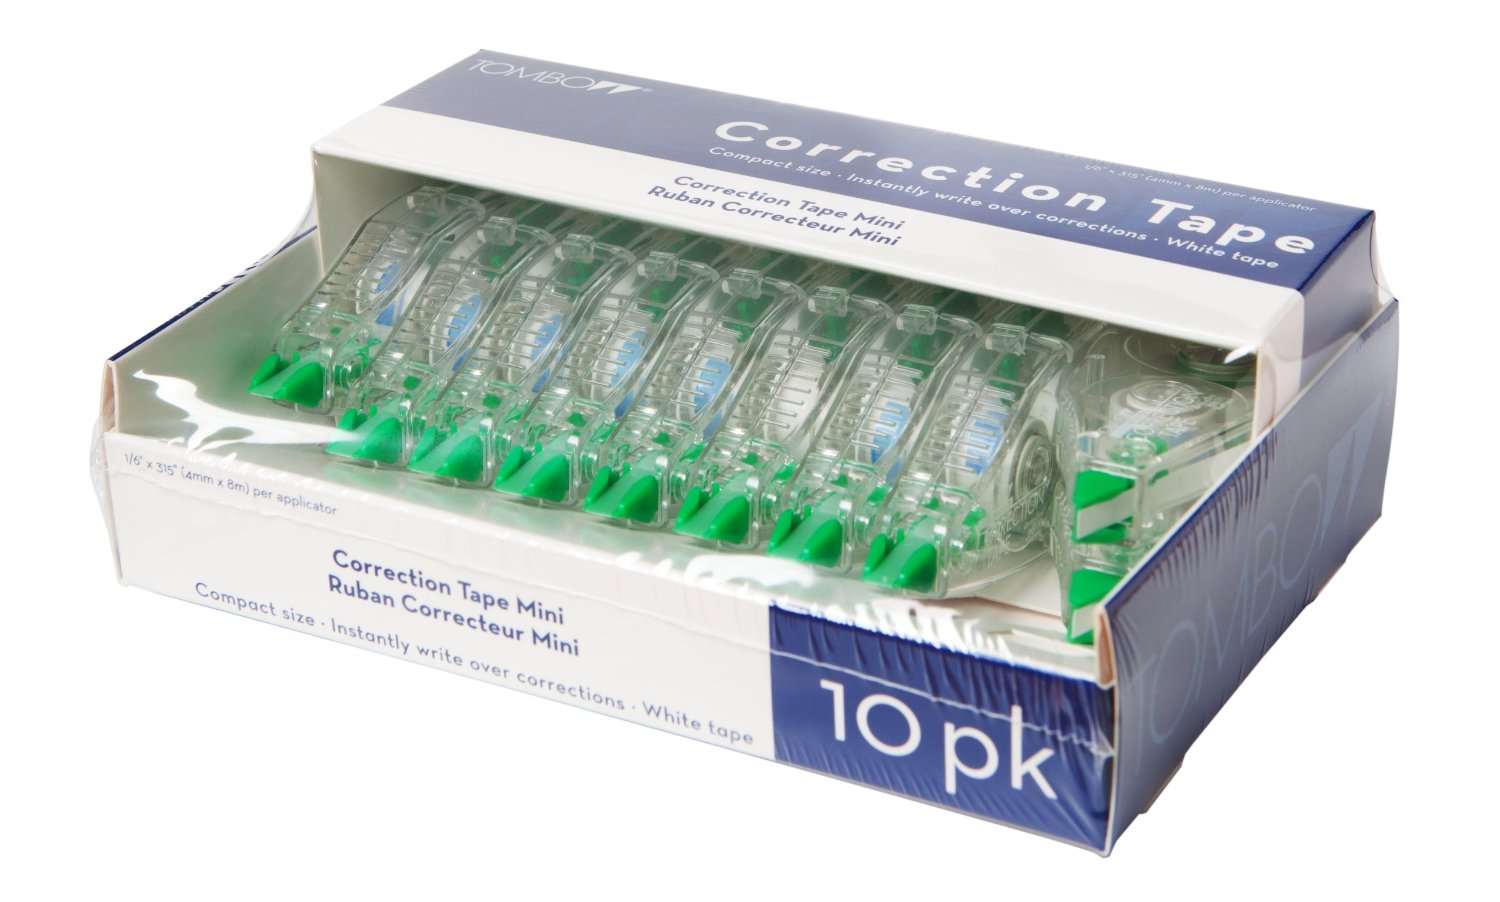 TOMBOW®
Correction Tape
1/6" x 315" (4mm x 8m) per applicator
Compact size · Instantly write over corrections · White tape
Correction Tape Mini
Ruban Correcteur Mini
1/6" x 315" (4mm x 8m) per applicator
Correction Tape Mini
Ruban Correcteur Mini
Compact size · Instantly write over corrections · White tape
10 pk
TOMBOW